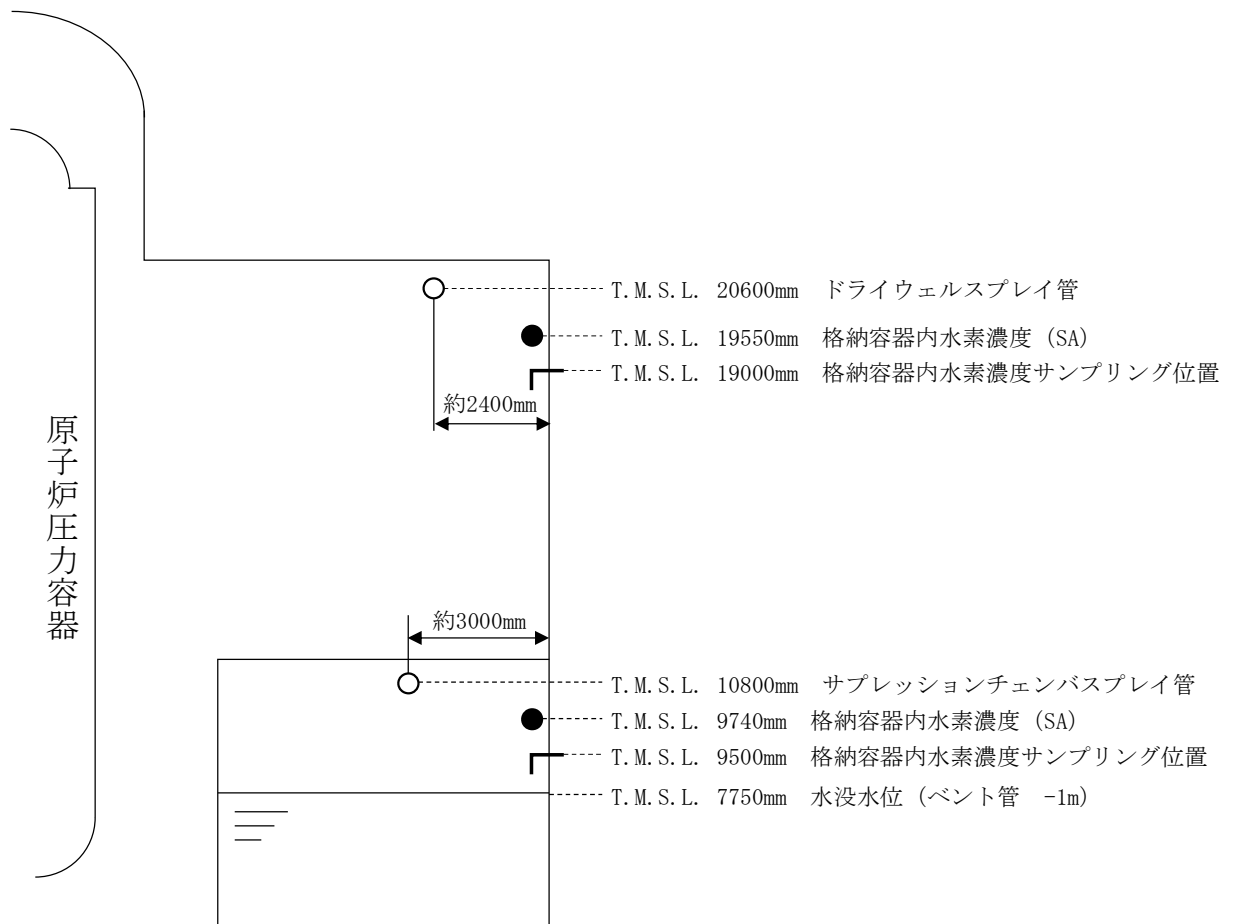 T.M.S.L. 20600mm ドライウェルスプレイ管
T.M.S.L. 19550mm 格納容器内水素濃度（SA）
T.M.S.L. 19000mm 格納容器内水素濃度サンプリング位置
約2400mm
原子炉圧力容器
約3000mm
T.M.S.L. 10800mm サプレッションチェンバスプレイ管
T.M.S.L. 9740mm 格納容器内水素濃度（SA）
T.M.S.L. 9500mm 格納容器内水素濃度サンプリング位置
T.M.S.L. 7750mm 水没水位（ベント管 -1m）